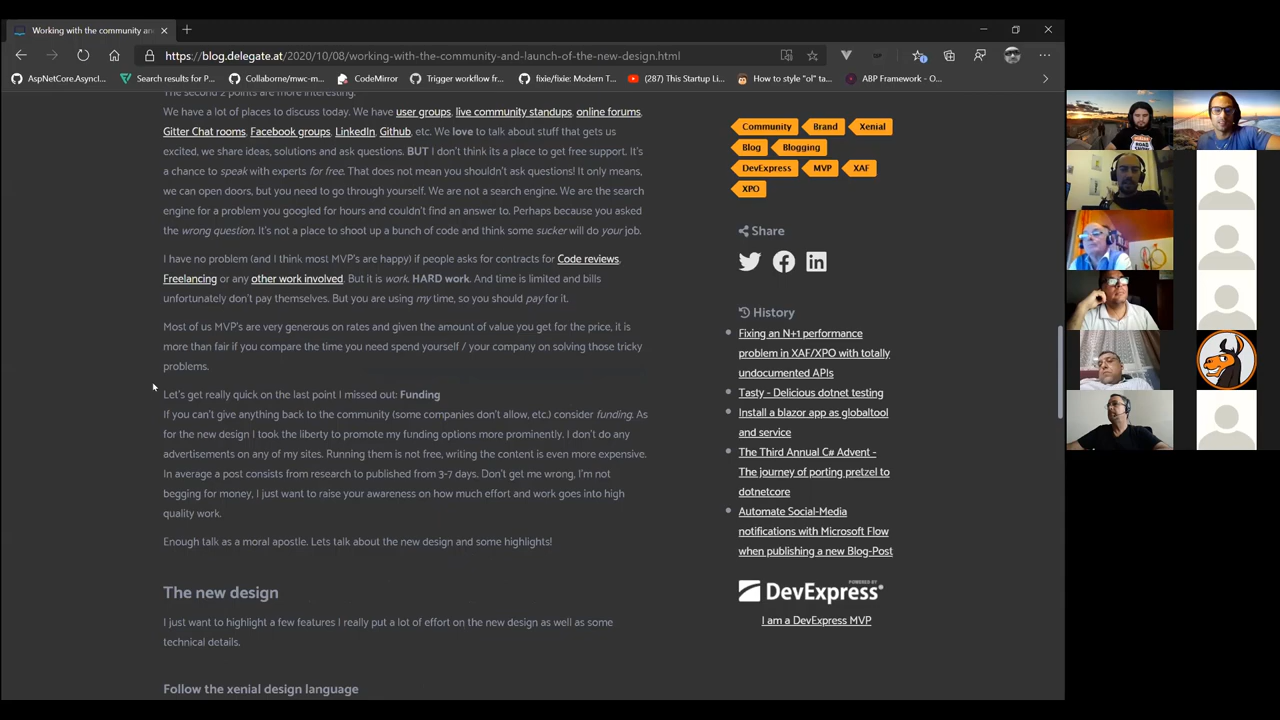 Working with the community an
https://blog.delegate.at/2020/10/08/working-with-the-community-and-launch-of-the-new-design.html
AspNetCore.AsyncI...
Search results for P...
Collaborne/mwc-m...
CodeMirror
Trigger workflow fr...
fixie/fixie: Modern T...
(287) This Startup Li...
How to style "ol" ta...
ABP Framework - O...
The second 2 points are more interesting.
We have a lot of places to discuss today. We have user groups, live community standups, online forums,
Gitter Chat rooms, Facebook groups, LinkedIn, Github, etc. We love to talk about stuff that gets us
excited, we share ideas, solutions and ask questions. BUT I don't think its a place to get free support. It's
a chance to speak with experts for free. That does not mean you shouldn't ask questions! It only means,
we can open doors, but you need to go through yourself. We are not a search engine. We are the search
engine for a problem you googled for hours and couldn't find an answer to. Perhaps because you asked
the wrong question. It's not a place to shoot up a bunch of code and think some sucker will do your job.
I have no problem (and I think most MVP's are happy) if people asks for contracts for Code reviews,
Freelancing or any other work involved. But it is work. HARD work. And time is limited and bills
unfortunately don't pay themselves. But you are using my time, so you should pay for it.
Most of us MVP's are very generous on rates and given the amount of value you get for the price, it is
more than fair if you compare the time you need spend yourself / your company on solving those tricky
problems.
Let's get really quick on the last point I missed out: Funding
If you can't give anything back to the community (some companies don't allow, etc.) consider funding. As
for the new design I took the liberty to promote my funding options more prominently. I don't do any
advertisements on any of my sites. Running them is not free, writing the content is even more expensive.
In average a post consists from research to published from 3-7 days. Don't get me wrong, I'm not
begging for money, I just want to raise your awareness on how much effort and work goes into high
quality work.
Enough talk as a moral apostle. Lets talk about the new design and some highlights!
The new design
I just want to highlight a few features I really put a lot of effort on the new design as well as some
technical details.
Follow the xenial design language
Community
Brand
Xenial
Blog
Blogging
DevExpress
MVP
XAF
XPO
Share
History
Fixing an N+1 performance
problem in XAF/XPO with totally
undocumented APIs
Tasty - Delicious dotnet testing
Install a blazor app as globaltool
and service
The Third Annual C# Advent -
The journey of porting pretzel to
dotnetcore
Automate Social-Media
notifications with Microsoft Flow
when publishing a new Blog-Post
POWERED BY
DevExpress
I am a DevExpress MVP